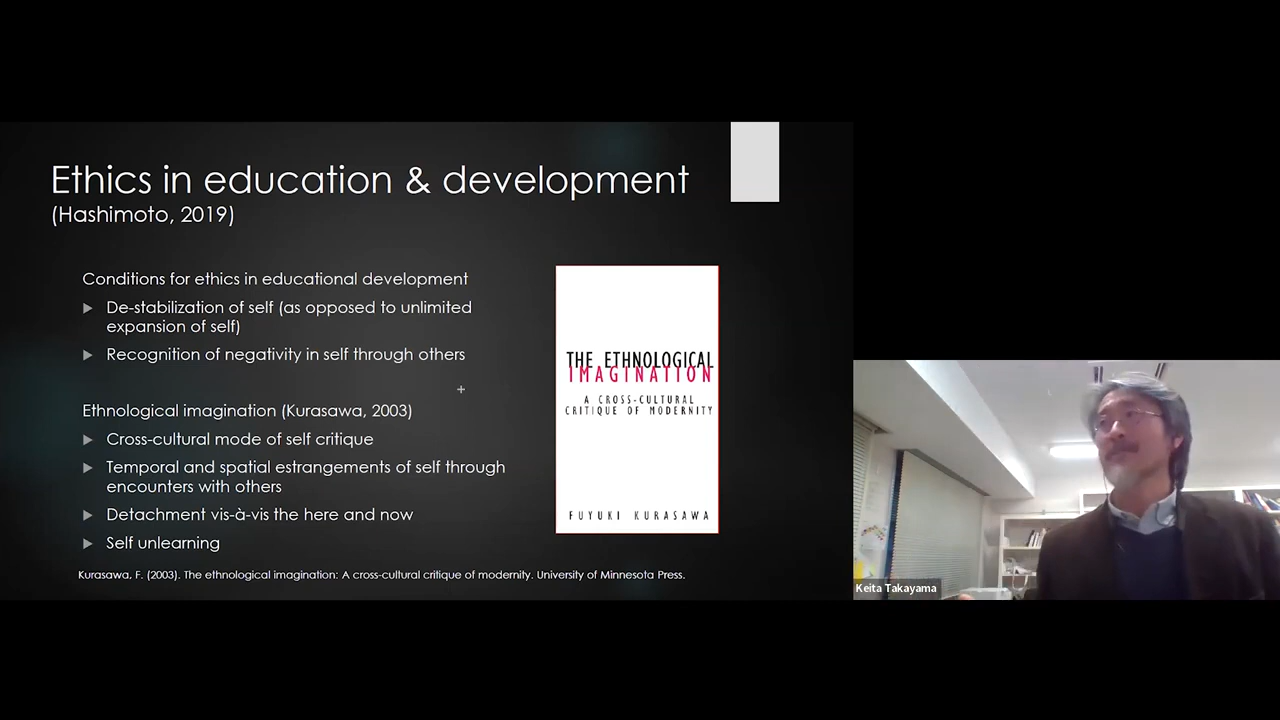 Ethics in education & development
(Hashimoto, 2019)
Conditions for ethics in educational development
De-stabilization of self (as opposed to unlimited
expansion of self)
Recognition of negativity in self through others
Ethnological imagination (Kurasawa, 2003)
Cross-cultural mode of self critique
Temporal and spatial estrangements of self through
encounters with others
Detachment vis-à-vis the here and now
Self unlearning
Kurasawa, F. (2003). The ethnological imagination: A cross-cultural critique of modernity. University of Minnesota Press.
THE ETHNOLOGICAL
IMAGINATION
A CROSS-CULTURAL
CRITIQUE OF MODERNITY
FUYUKI KURASAWA
Keita Takayama